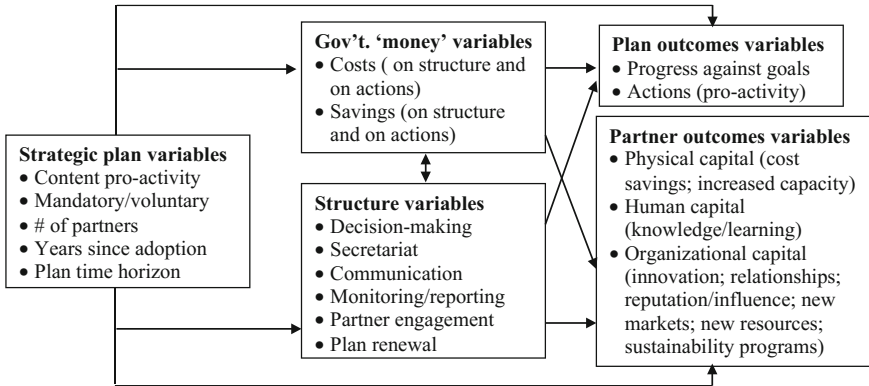 Strategic plan variables
• Content pro-activity
• Mandatory/voluntary
• # of partners
• Years since adoption
• Plan time horizon
Gov’t. ‘money’ variables
• Costs ( on structure and
on actions)
• Savings (on structure
and on actions)
Structure variables
• Decision-making
• Secretariat
• Communication
• Monitoring/reporting
• Partner engagement
• Plan renewal
Plan outcomes variables
• Progress against goals
• Actions (pro-activity)
Partner outcomes variables
• Physical capital (cost
savings; increased capacity)
• Human capital
(knowledge/learning)
• Organizational capital
(innovation; relationships;
reputation/influence; new
markets; new resources;
sustainability programs)